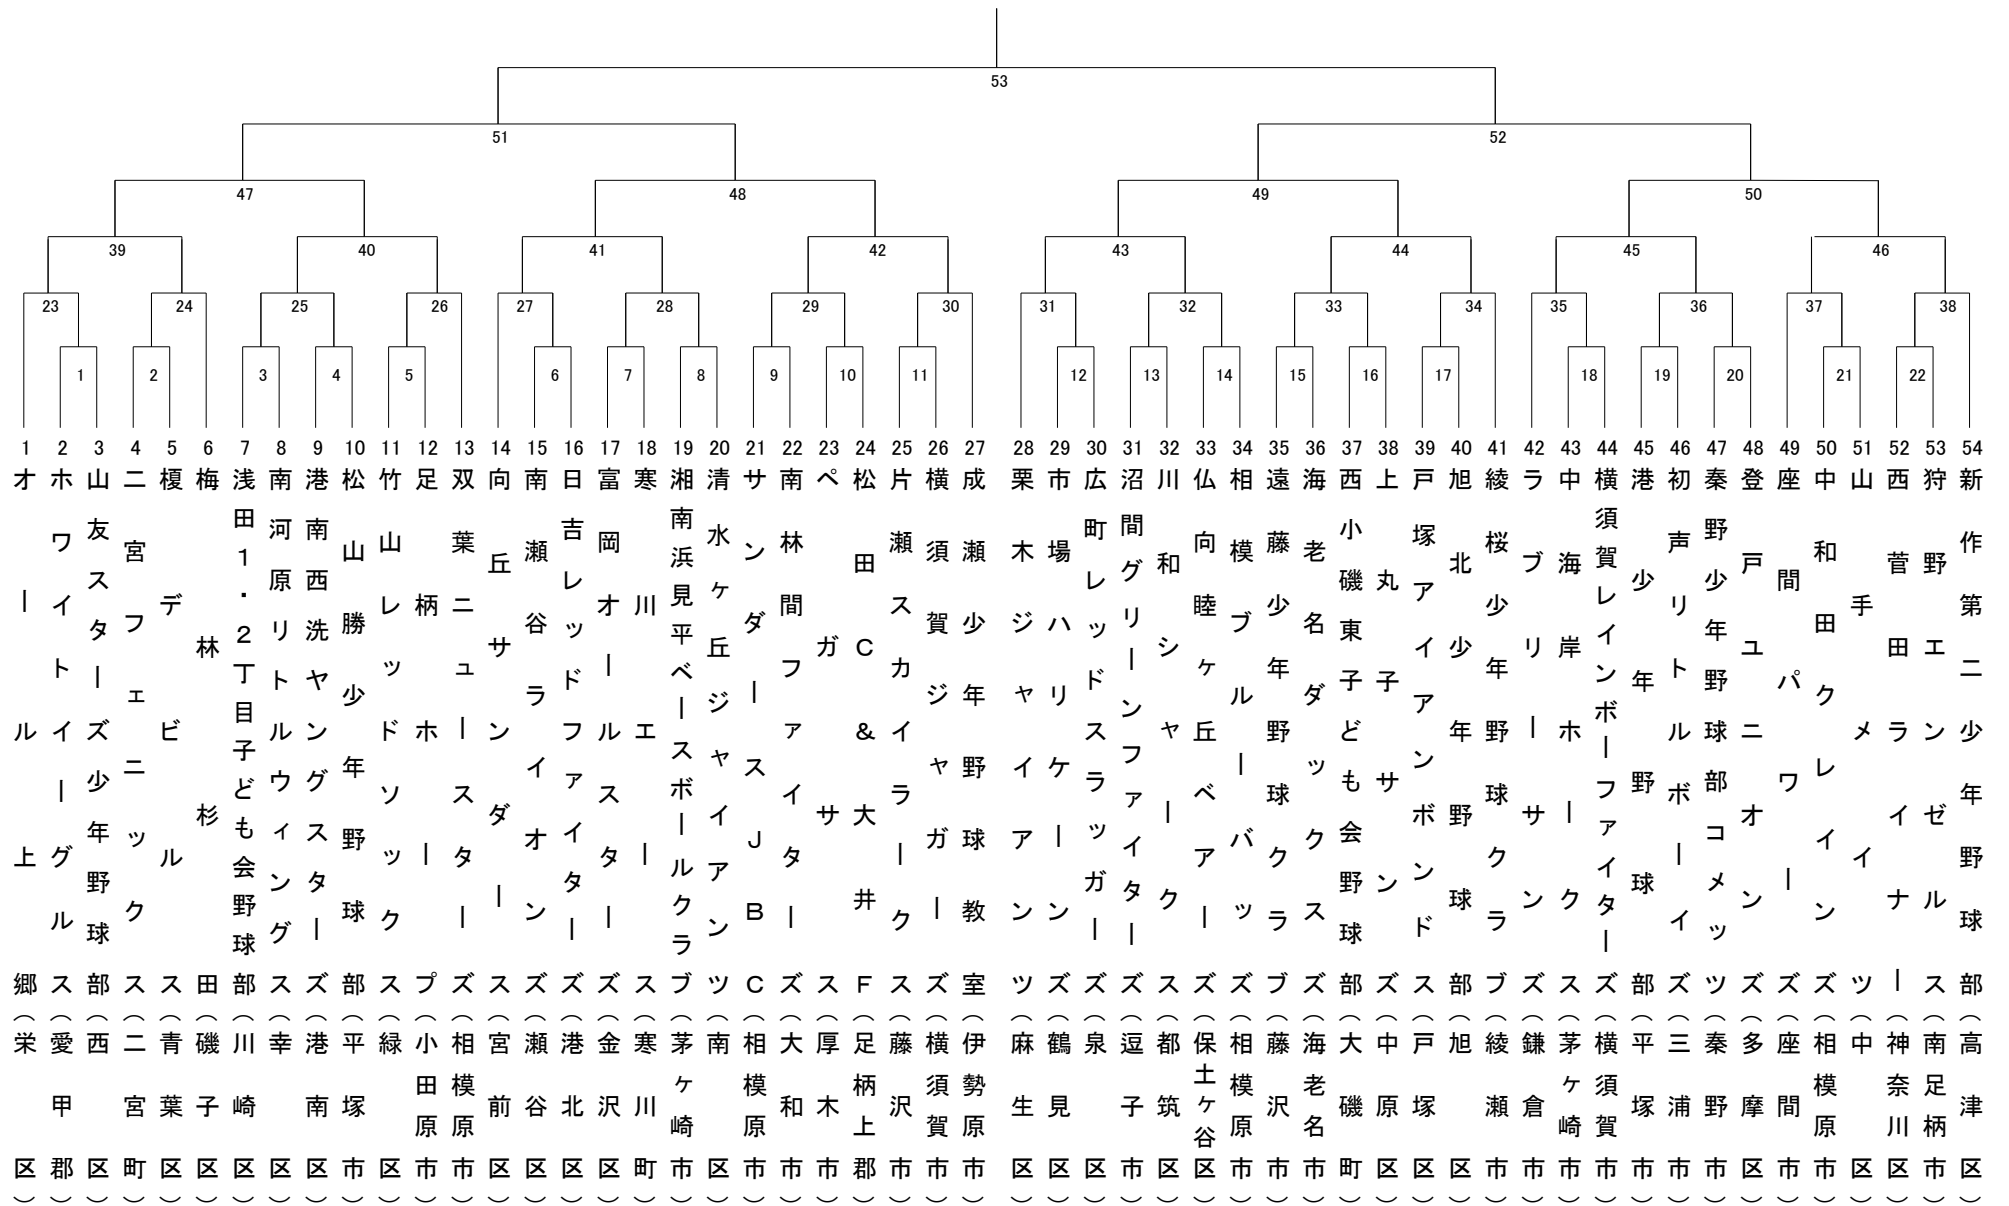 53
51
52
47
48
49
50
39
40
41
42
43
44
45
46
23
24
25
26
27
28
29
30
31
32
33
34
35
36
37
38
1
2
3
4
5
6
7
8
9
10
11
12
13
14
15
16
17
18
19
20
21
22
1 オール上郷（栄区）
2 ホワイトイーグルス（愛甲郡）
3 山友スターズ少年野球部（西区）
4 二宮フェニックス（二宮町）
5 榎デビルス（青葉区）
6 梅林杉田（磯子区）
7 浅田1・2丁目子ども会野球部（川崎区）
8 南河原リトルウィングス（幸区）
9 港南西洗ヤングスターズ（港南区）
10 松山勝少年野球部（平塚市）
11 竹山レッドソックス（緑区）
12 足柄ホープ（小田原市）
13 双葉ニュースターズ（相模原市）
14 向丘サンダース（宮前区）
15 南瀬谷ライオンズ（瀬谷区）
16 日吉レッドファイターズ（港北区）
17 富岡オールスターズ（金沢区）
18 寒川エース（寒川町）
19 湘南浜見平ベースボールクラブ（茅ヶ崎市）
20 清水ヶ丘ジャイアンツ（南区）
21 サンダースJBC（相模原市）
22 南林間ファイターズ（大和市）
23 ペガサス（厚木市）
24 松田C&大井F（足柄上郡）
25 片瀬スカイラークス（藤沢市）
26 横須賀ジャガーズ（横須賀市）
27 成瀬少年野球教室（伊勢原市）
28 栗木ジャイアンツ（麻生区）
29 市場ハリケーンズ（鶴見区）
30 広町レッドスラッガーズ（泉区）
31 沼間グリーンファイターズ（逗子市）
32 川和シャークス（都筑区）
33 仏向睦ヶ丘ベアーズ（保土ヶ谷区）
34 相模ブルーバッズ（相模原市）
35 遠藤少年野球クラブ（藤沢市）
36 海老名ダックスズ（海老名市）
37 西小磯東子ども会野球部（大磯町）
38 上丸子サンズ（中原区）
39 戸塚アイアンボンドス（戸塚区）
40 旭北少年野球部（旭区）
41 綾桜少年野球クラブ（綾瀬市）
42 ラブリーサンズ（鎌倉市）
43 中海岸ホークス（茅ヶ崎市）
44 横須賀レインボーファイターズ（横須賀市）
45 港少年野球部（平塚市）
46 初声リトルボーイズ（三浦市）
47 秦野少年野球部コメッツ（秦野市）
48 登戸ユニオンズ（多摩区）
49 座間パワーズ（座間市）
50 中和田クレインズ（相模原市）
51 山手メイツ（中区）
52 西菅田ライナー（神奈川区）
53 狩野エンゼルス（南足柄市）
54 新作第二少年野球部（高津区）